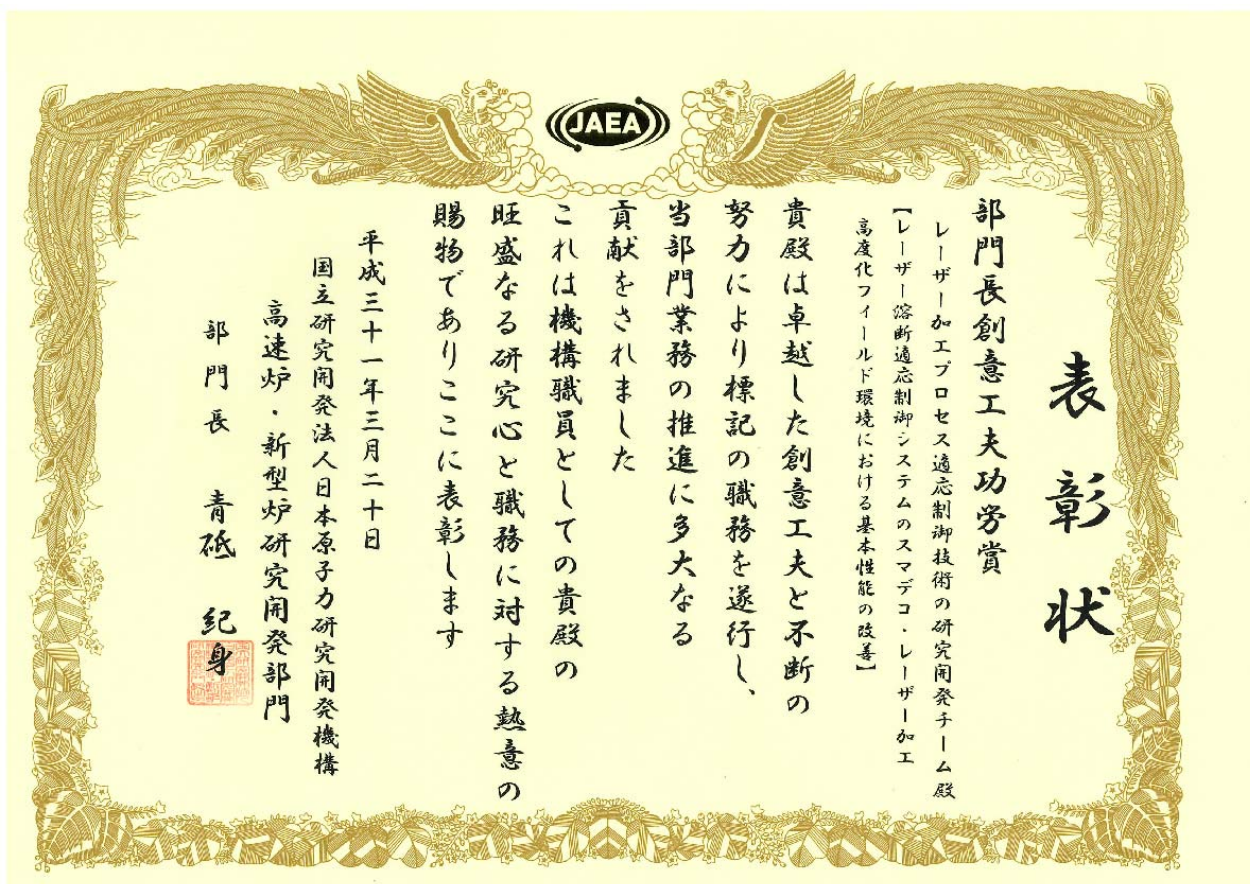 JAEA
表彰状
部門長創意工夫功労賞
レーザー加工プロセス適応制御技術の研究開発チーム殿
【レーザー溶断適応制御システムのスマデコ・レーザー加工
高度化フィールド環境における基本性能の改善】
貴殿は卓越した創意工夫と不断の
努力により標記の職務を遂行し、
当部門業務の推進に多大なる
貢献をされました
これは機構職員としての貴殿の
旺盛なる研究心と職務に対する熱意の
賜物でありここに表彰します
平成三十一年三月二十日
国立研究開発法人日本原子力研究開発機構
高速炉・新型炉研究開発部門
部門長 青砥 紀身